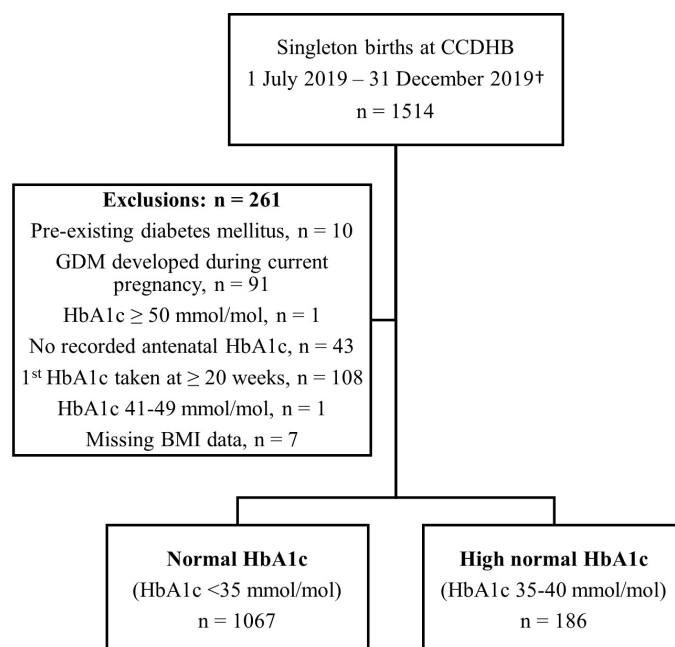 Singleton births at CCDHB
1 July 2019 – 31 December 2019†
n = 1514
Exclusions: n = 261
Pre-existing diabetes mellitus, n = 10
GDM developed during current
pregnancy, n = 91
HbA1c ≥ 50 mmol/mol, n = 1
No recorded antenatal HbA1c, n = 43
1st HbA1c taken at ≥ 20 weeks, n = 108
HbA1c 41-49 mmol/mol, n = 1
Missing BMI data, n = 7
Normal HbA1c
(HbA1c <35 mmol/mol)
n = 1067
High normal HbA1c
(HbA1c 35-40 mmol/mol)
n = 186